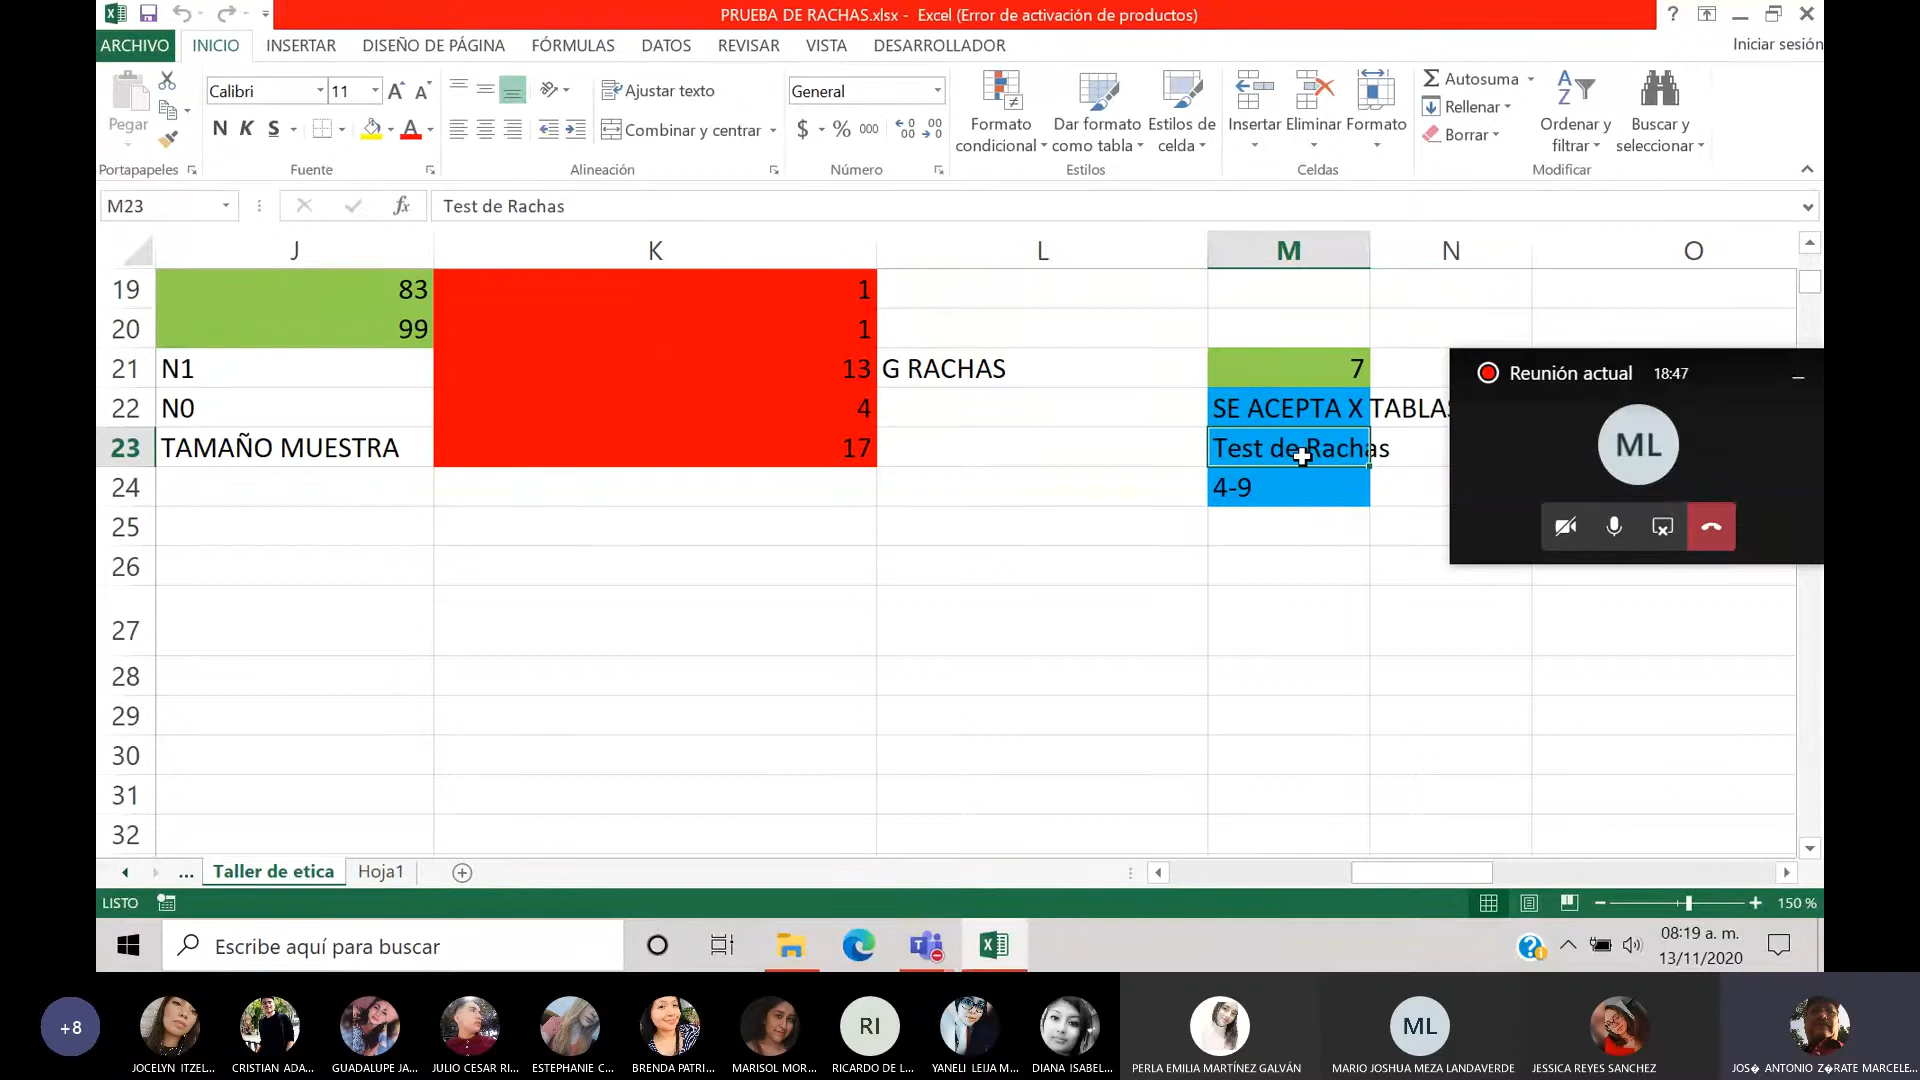 PRUEBA DE RACHAS.xlsx - Excel (Error de activación de productos)
ARCHIVO INICIO INSERTAR DISEÑO DE PÁGINA FÓRMULAS DATOS REVISAR VISTA DESARROLLADOR Iniciar sesión
Pegar
Portapapeles
Calibri 11
N K S
Fuente
Ajustar texto
Combinar y centrar
Alineación
General
$ % 000
Número
Formato condicional
Dar formato como tabla
Estilos de celda
Estilos
Insertar Eliminar Formato
Celdas
Autosuma
Rellenar
Borrar
Ordenar y filtrar
Buscar y seleccionar
Modificar
M23 fx Test de Rachas
J K L M N O
19 83 1
20 99 1
21 N1 13 G RACHAS 7
22 N0 4 SE ACEPTA X TABLAS
23 TAMAÑO MUESTRA 17 Test de Rachas
24 4-9
25
26
27
28
29
30
31
32
Reunión actual 18:47
ML
... Taller de etica Hoja1
LISTO 150 %
Escribe aquí para buscar
08:19 a. m.
13/11/2020
+8
RI
ML
JOCELYN ITZEL... CRISTIAN ADA... GUADALUPE JA... JULIO CESAR RI... ESTEPHANIE C... BRENDA PATRI... MARISOL MOR... RICARDO DE L... YANELI LEIJA M... DIANA ISABEL... PERLA EMILIA MARTÍNEZ GALVÁN MARIO JOSHUA MEZA LANDAVERDE JESSICA REYES SANCHEZ JOS� ANTONIO Z�RATE MARCELE...